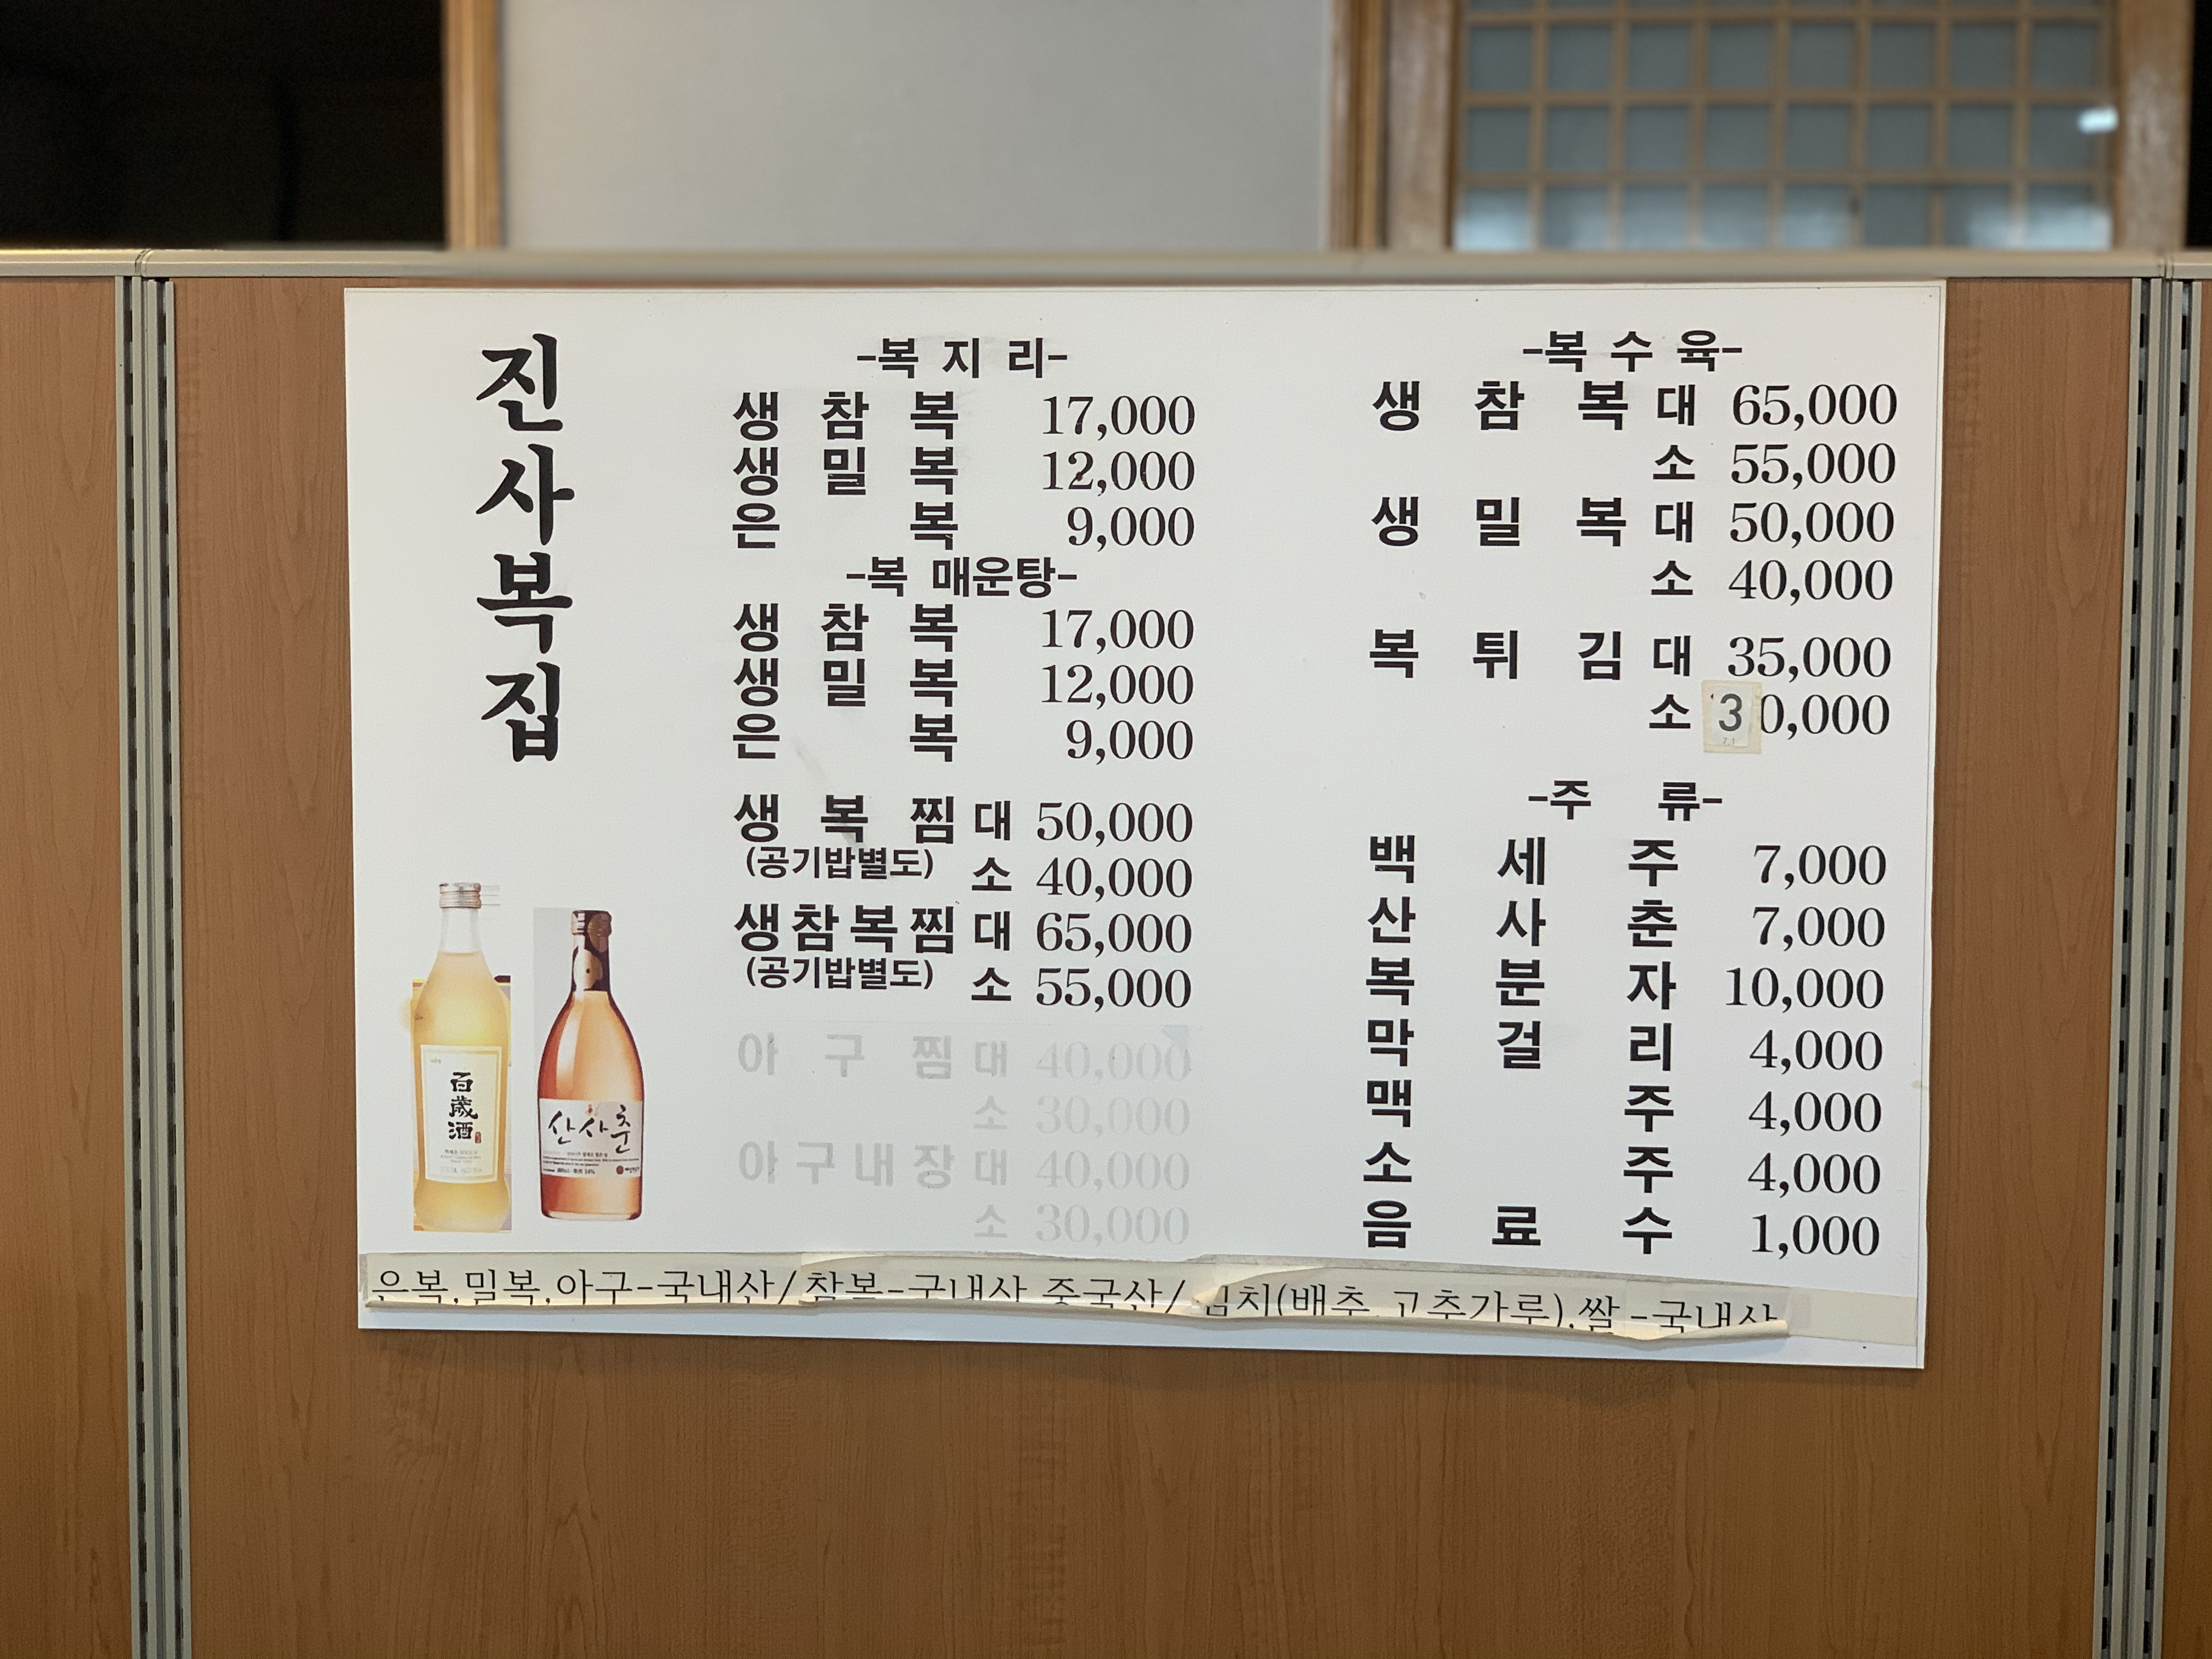 진사복집
-복 지 리-
생 참 복 17,000
생 밀 복 12,000
은 복 9,000
-복 매운탕-
생 참 복 17,000
생 밀 복 12,000
은 복 9,000
생 복 찜 대 50,000
(공기밥별도) 소 40,000
생참복찜 대 65,000
(공기밥별도) 소 55,000
아 구 찜 대 40,000
소 30,000
아구내장 대 40,000
소 30,000
-복 수 육-
생 참 복 대 65,000
소 55,000
생 밀 복 대 50,000
소 40,000
복 튀 김 대 35,000
소 30,000
-주 류-
백 세 주 7,000
산 사 춘 7,000
복 분 자 10,000
막 걸 리 4,000
맥 주 4,000
소 주 4,000
음 료 수 1,000
百歲酒
산사춘
은복,밀복,아구-국내산/참복-국내산,중국산/김치(배추,고추가루),쌀-국내산